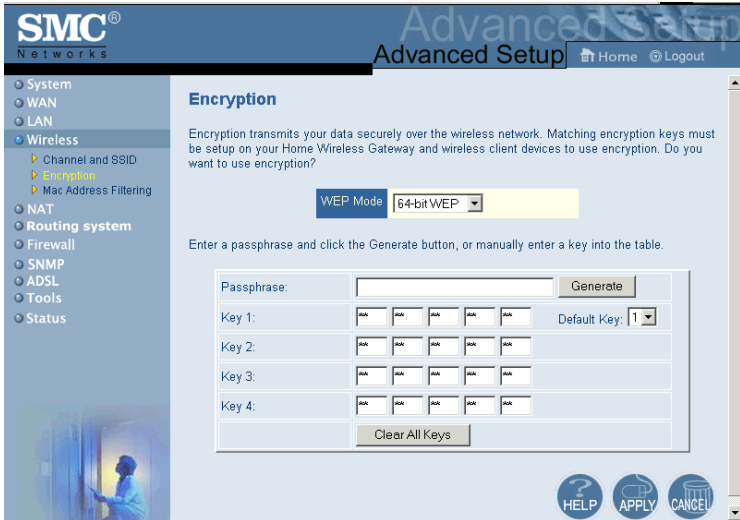 SMC®
Networks
Advanced Setup
Advanced Setup
Home
Logout
System
WAN
LAN
Wireless
Channel and SSID
Encryption
Mac Address Filtering
NAT
Routing system
Firewall
SNMP
ADSL
Tools
Status
Encryption
Encryption transmits your data securely over the wireless network. Matching encryption keys must
be setup on your Home Wireless Gateway and wireless client devices to use encryption. Do you
want to use encryption?
WEP Mode 64-bit WEP
Enter a passphrase and click the Generate button, or manually enter a key into the table.
Passphrase: Generate
Key 1: ** ** ** ** ** Default Key: 1
Key 2: ** ** ** ** **
Key 3: ** ** ** ** **
Key 4: ** ** ** ** **
Clear All Keys
HELP APPLY CANCEL